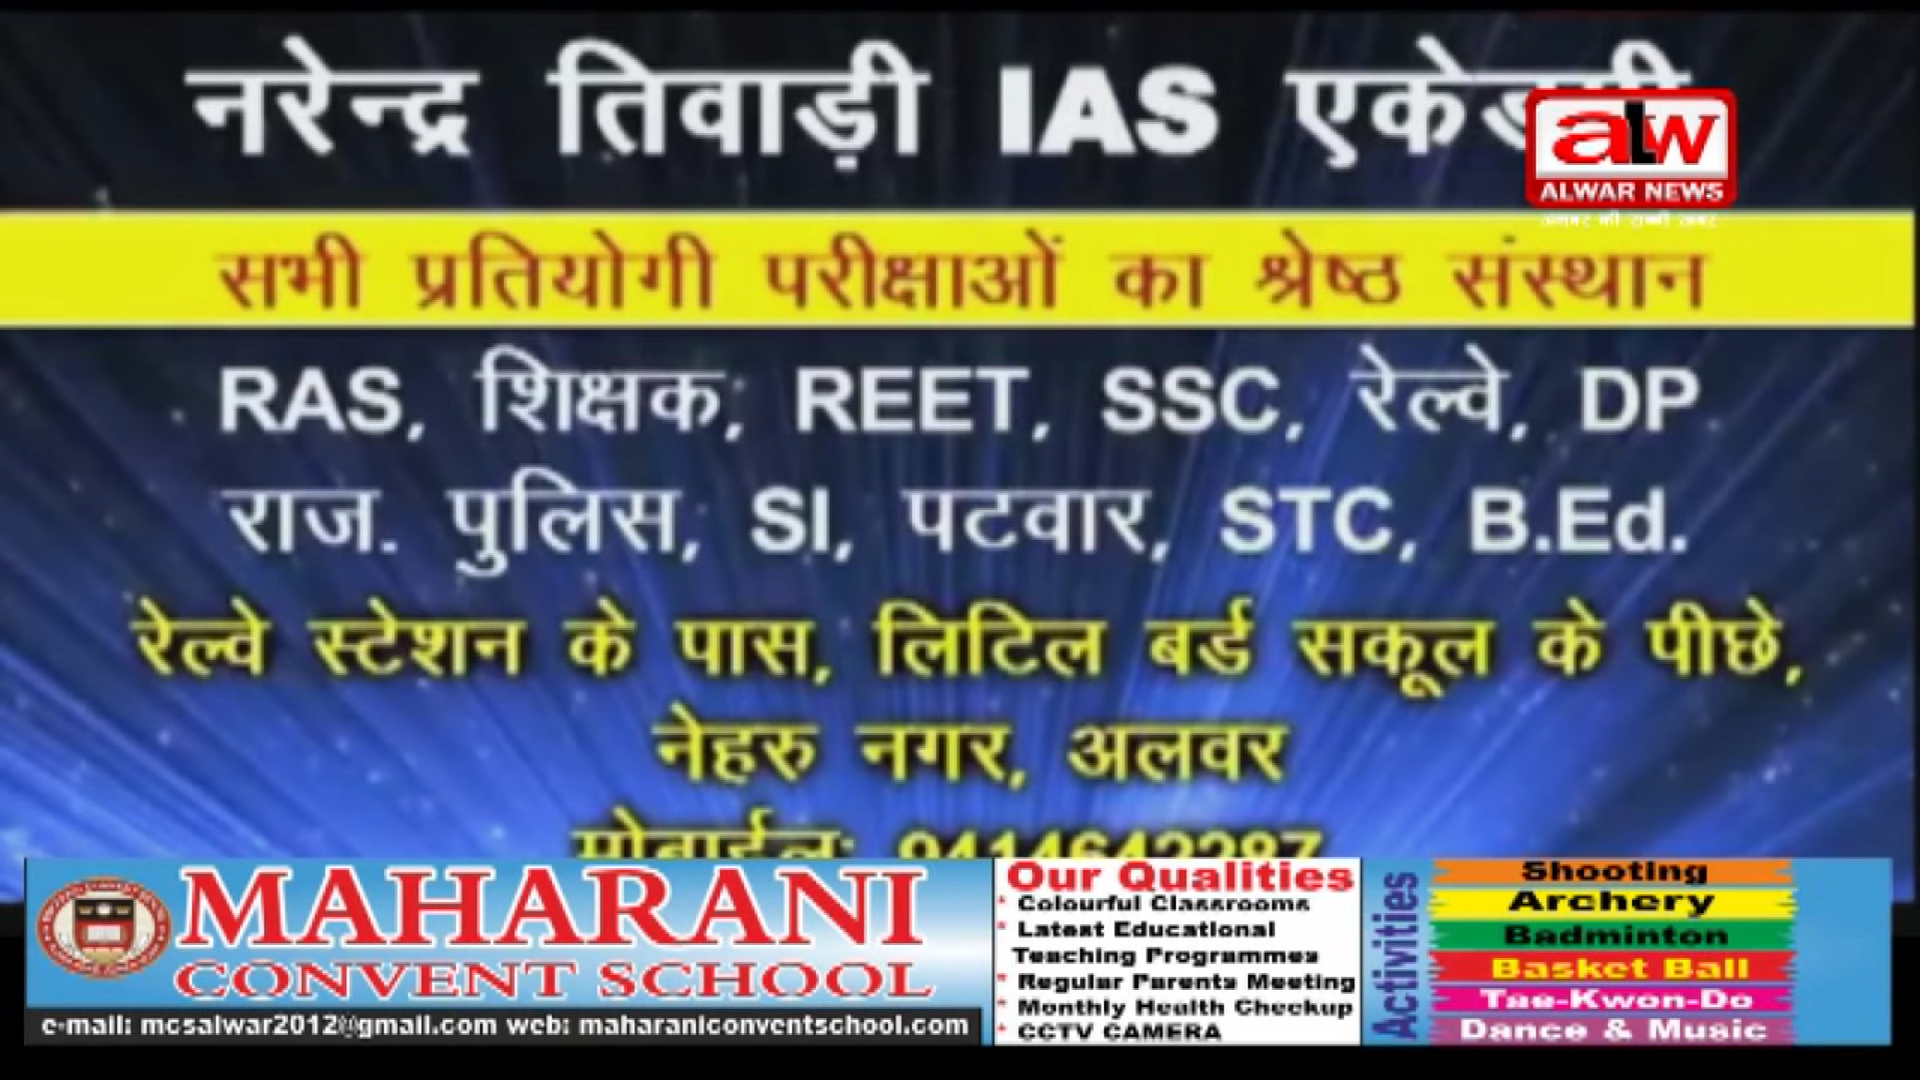 नरेन्द्र तिवाड़ी IAS
alw
ALWAR NEWS
सभी प्रतियोगी परीक्षाओं का श्रेष्ठ संस्थान
RAS, शिक्षक, REET, SSC, रेल्वे, DP
राज. पुलिस, SI, पटवार, STC, B.Ed.
रेल्वे स्टेशन के पास, लिटिल बर्ड सकूल के पीछे,
नेहरु नगर, अलवर
मोबाईल:
MAHARANI
CONVENT SCHOOL
e-mail: mcsalwar2012@gmail.com web: maharaniconventschool.com
Our Qualities
* Colourful Classrooms
* Latest Educational
Teaching Programmes
* Regular Parents Meeting
* Monthly Health Checkup
* CCTV CAMERA
Activities
Shooting
Archery
Badminton
Basket Ball
Tae-Kwon-Do
Dance & Music